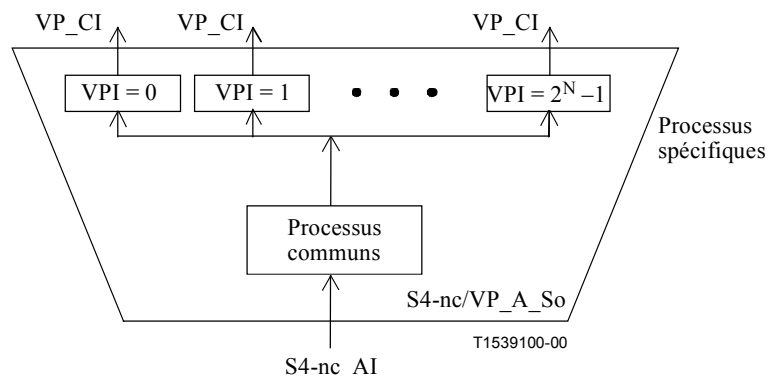 VP_CI VP_CI VP_CI
VPI = 0 VPI = 1 • • • VPI = 2^N –1
Processus
spécifiques
Processus
communs
S4-nc/VP_A_So
T1539100-00
S4-nc_AI